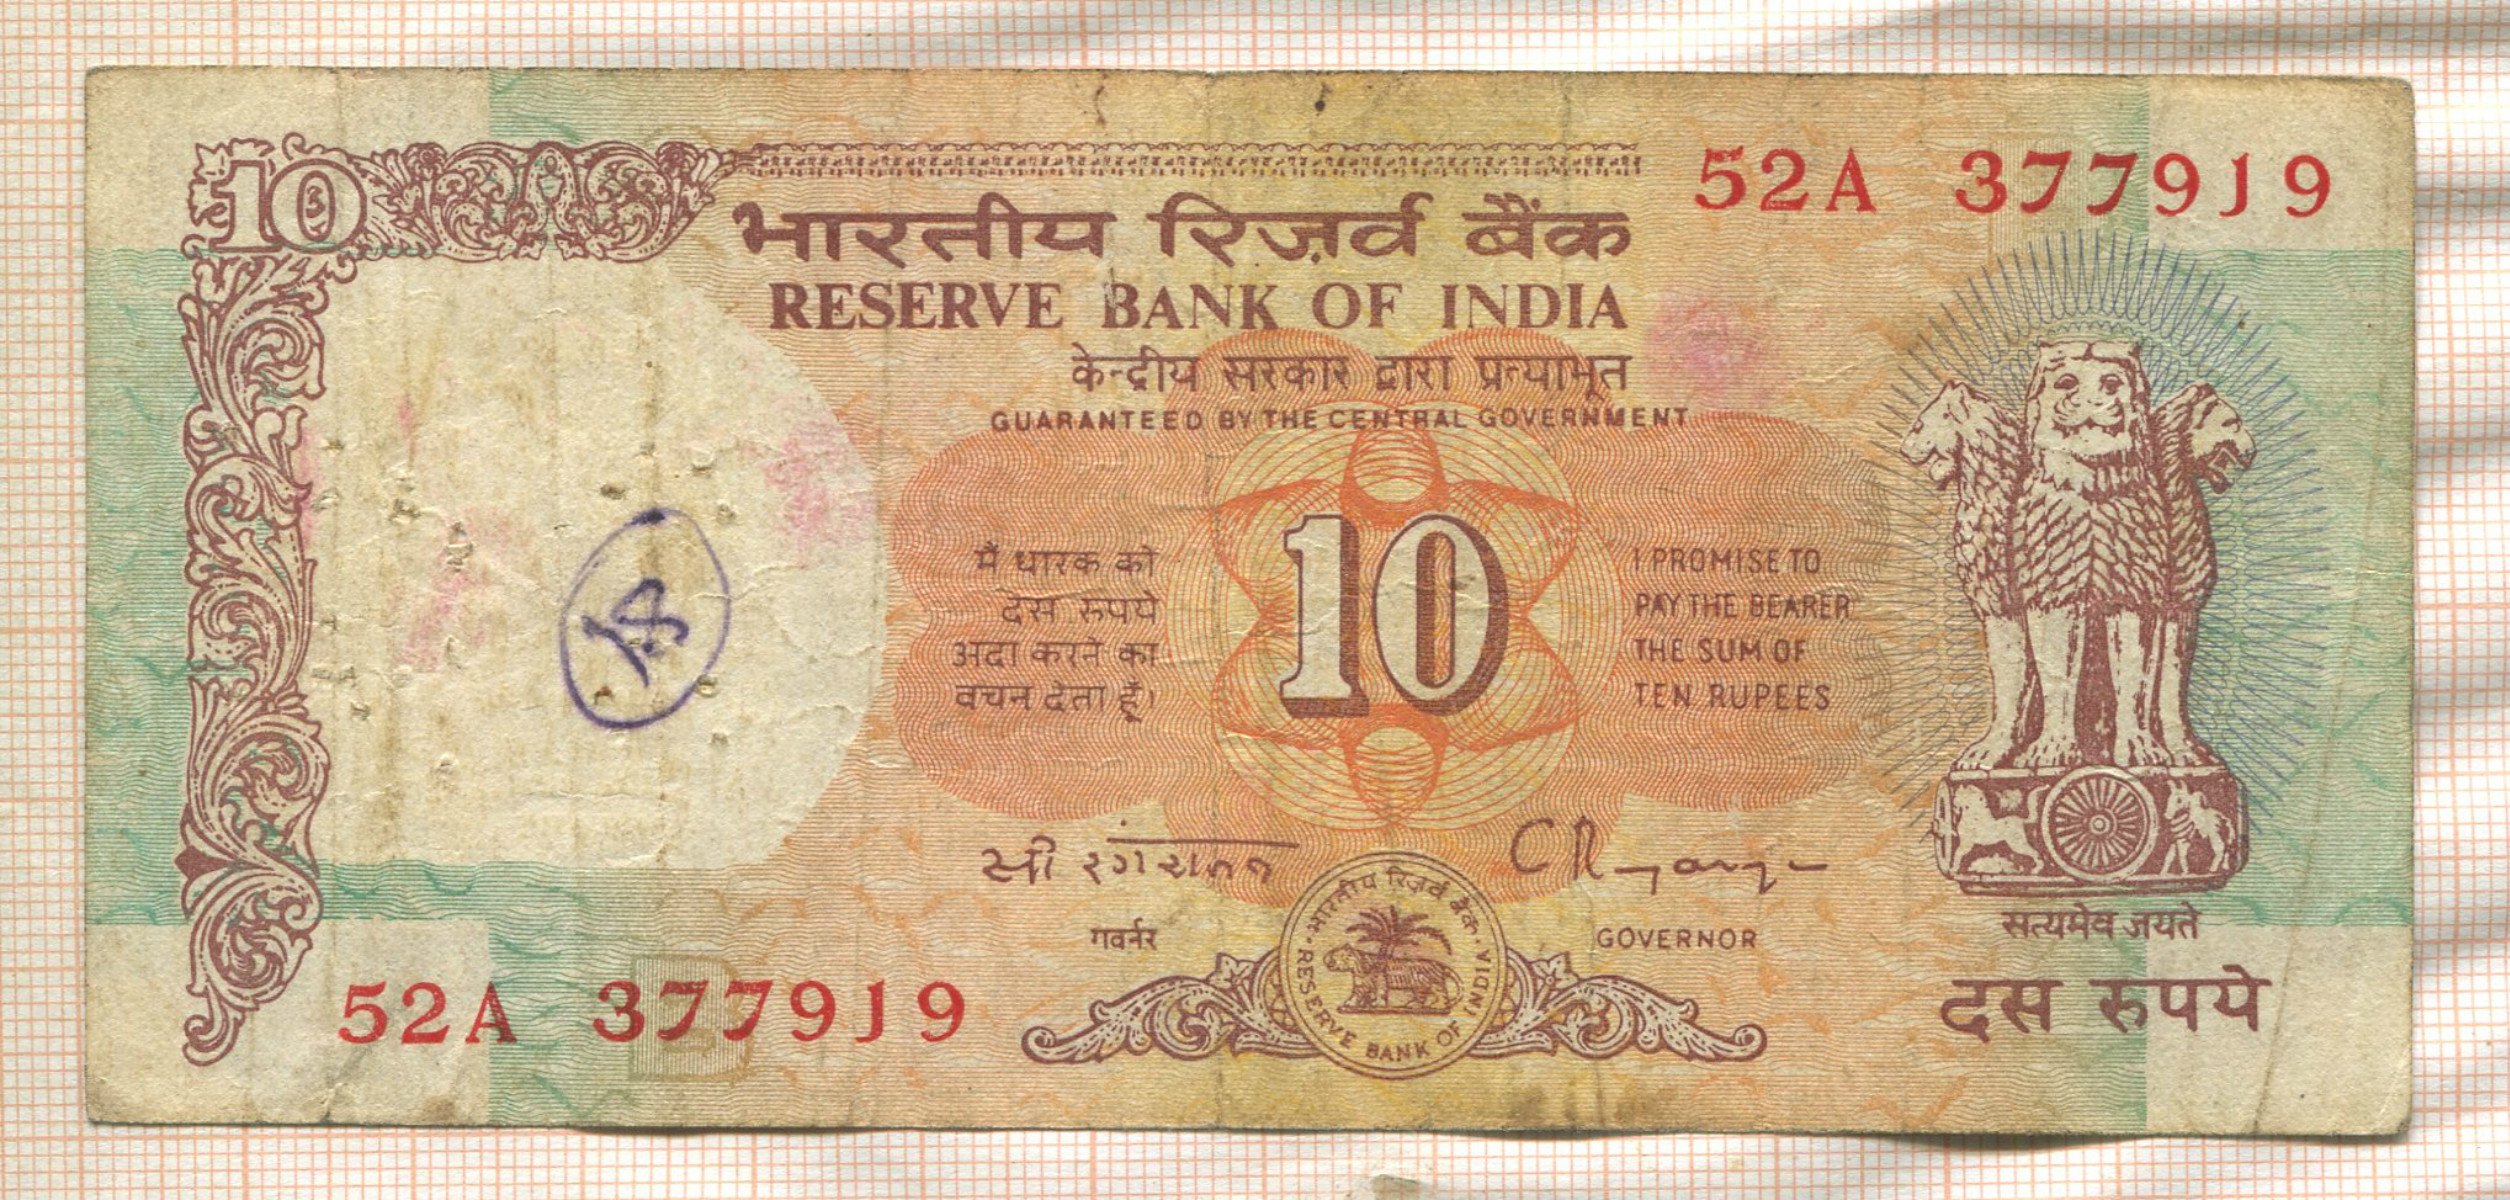 10
52A 377919
भारतीय रिज़र्व बैंक
RESERVE BANK OF INDIA
केन्द्रीय सरकार द्वारा प्रत्याभूत
GUARANTEED BY THE CENTRAL GOVERNMENT
मैं धारक को
दस रुपये
अदा करने का
वचन देता हूँ।
10
I PROMISE TO
PAY THE BEARER
THE SUM OF
TEN RUPEES
गवर्नर
GOVERNOR
भारतीय रिज़र्व बैंक
RESERVE BANK OF INDIA
सत्यमेव जयते
दस रुपये
52A 377919